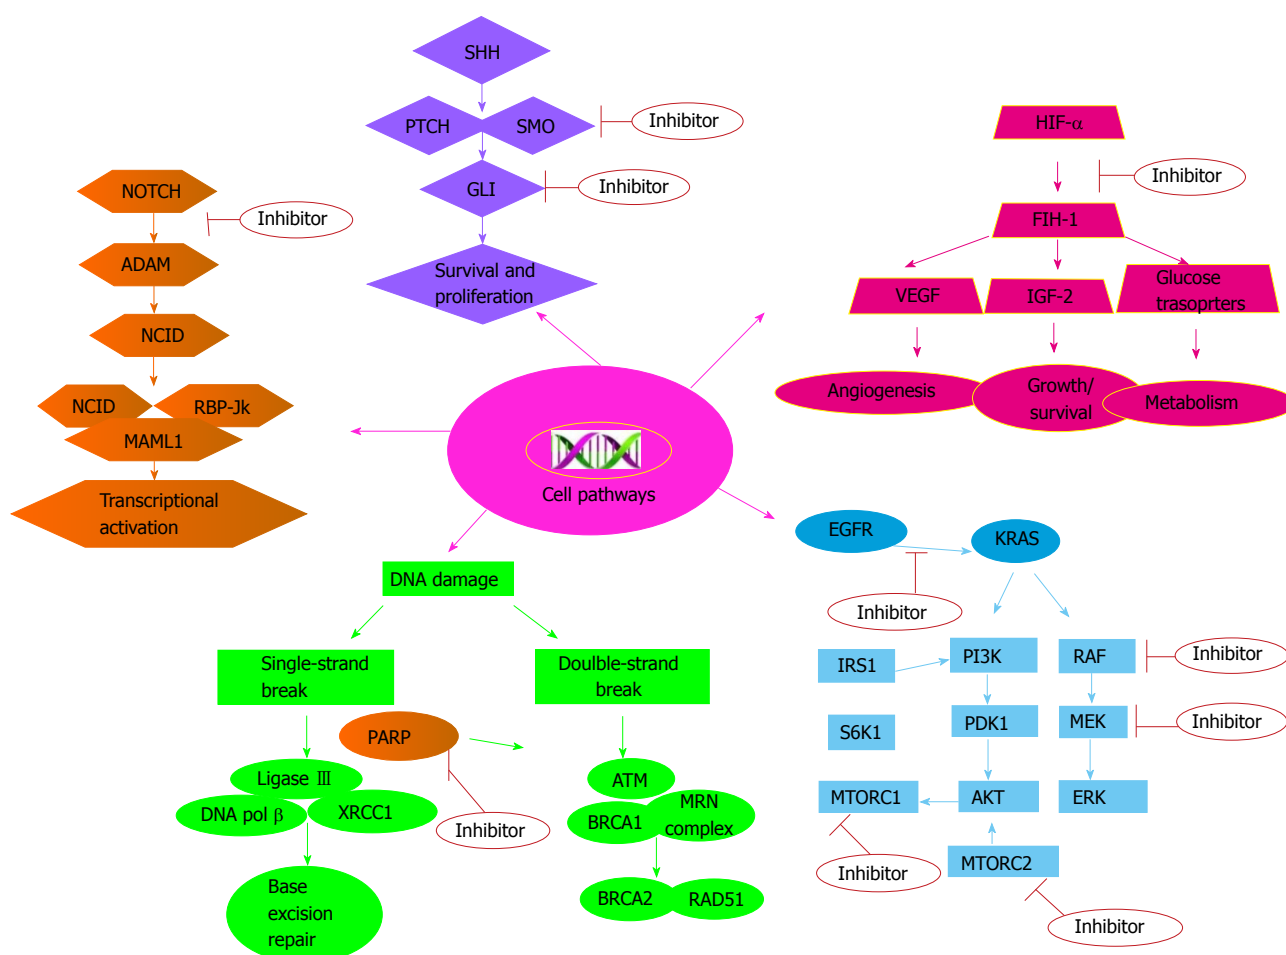 SHH
PTCH
SMO
Inhibitor
GLI
Inhibitor
Survival and
proliferation
NOTCH
Inhibitor
ADAM
NCID
NCID
RBP-Jk
MAML1
Transcriptional
activation
HIF-α
Inhibitor
FIH-1
VEGF
IGF-2
Glucose
trasoprters
Angiogenesis
Growth/
survival
Metabolism
Cell pathways
DNA damage
Single-strand
break
Doulble-strand
break
PARP
Inhibitor
Ligase Ⅲ
DNA pol β
XRCC1
Base
excision
repair
ATM
BRCA1
MRN
complex
BRCA2
RAD51
EGFR
KRAS
Inhibitor
IRS1
PI3K
RAF
Inhibitor
S6K1
PDK1
MEK
Inhibitor
MTORC1
AKT
ERK
Inhibitor
MTORC2
Inhibitor